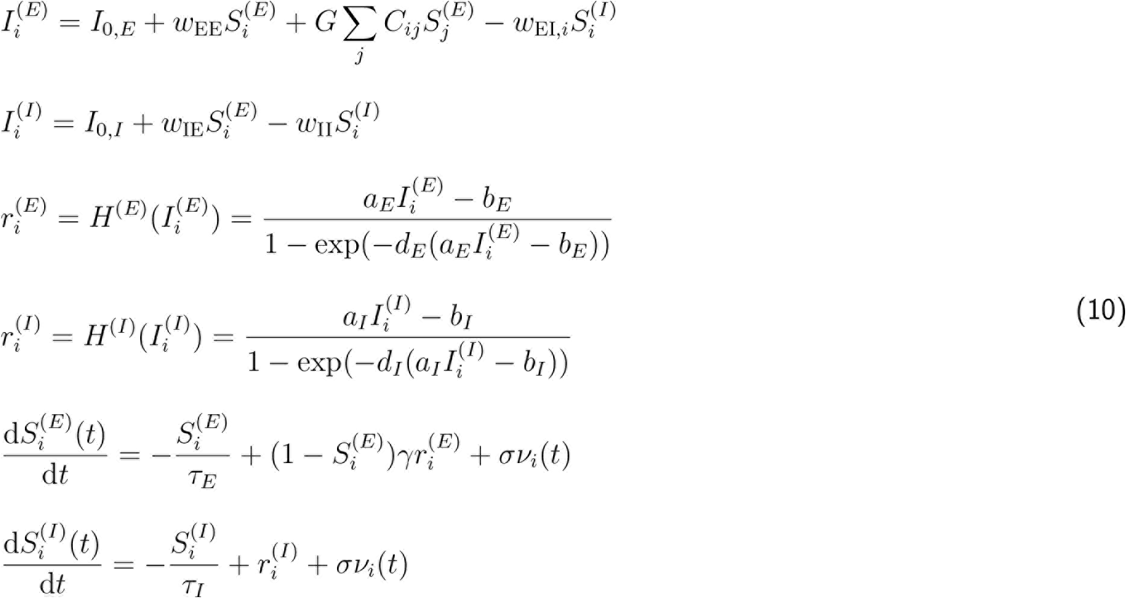 I_i^{(E)} = I_{0,E} + w_{EE} S_i^{(E)} + G \sum_j C_{ij} S_j^{(E)} - w_{EI,i} S_i^{(I)}
I_i^{(I)} = I_{0,I} + w_{IE} S_i^{(E)} - w_{II} S_i^{(I)}
r_i^{(E)} = H^{(E)}(I_i^{(E)}) = \frac{a_E I_i^{(E)} - b_E}{1 - \exp(-d_E(a_E I_i^{(E)} - b_E))}
r_i^{(I)} = H^{(I)}(I_i^{(I)}) = \frac{a_I I_i^{(I)} - b_I}{1 - \exp(-d_I(a_I I_i^{(I)} - b_I))}
(10)
\frac{dS_i^{(E)}(t)}{dt} = -\frac{S_i^{(E)}}{\tau_E} + (1 - S_i^{(E)}) \gamma r_i^{(E)} + \sigma \nu_i(t)
\frac{dS_i^{(I)}(t)}{dt} = -\frac{S_i^{(I)}}{\tau_I} + r_i^{(I)} + \sigma \nu_i(t)